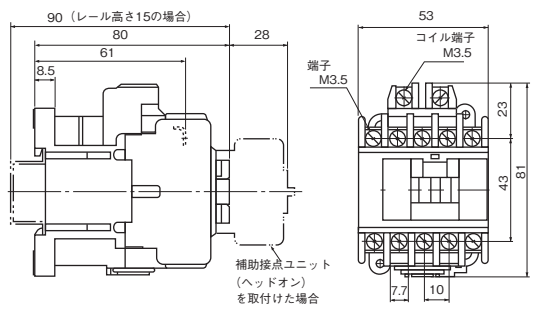 90（レール高さ15の場合）
80
28
61
8.5
補助接点ユニット
（ヘッドオン）
を取付けた場合
53
コイル端子
M3.5
端子
M3.5
23
43
81
7.7
10